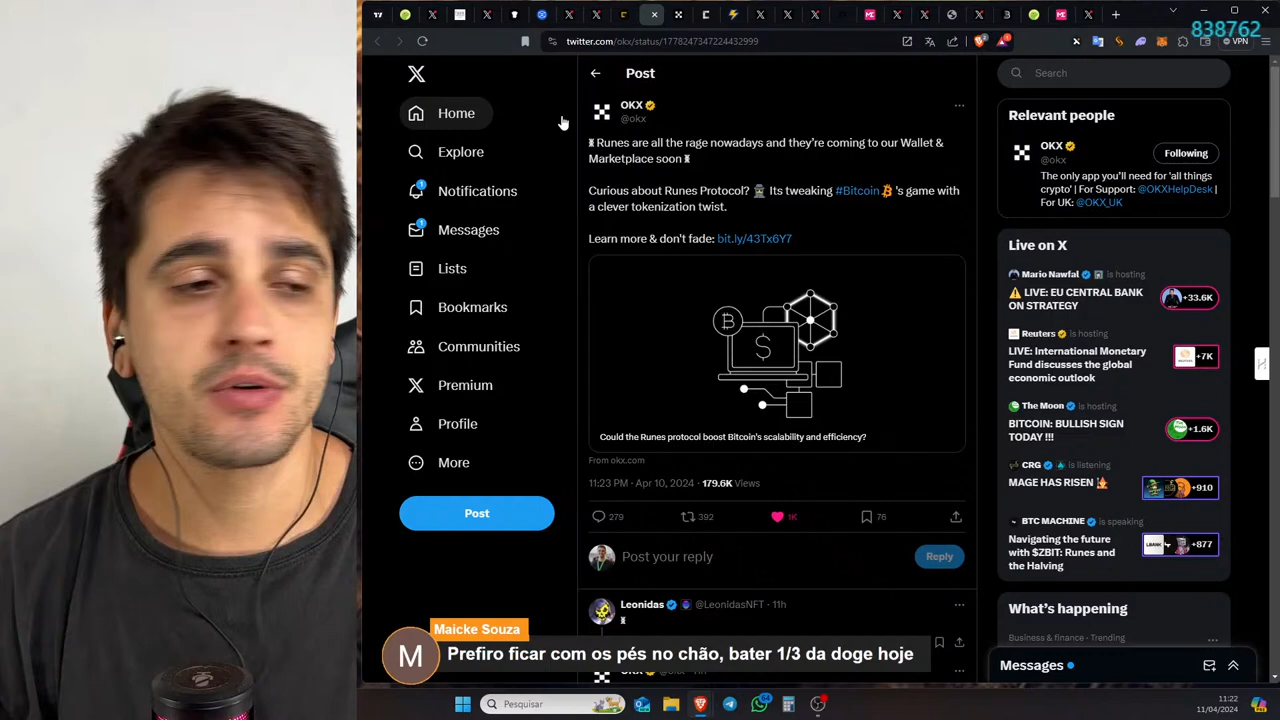 838762
twitter.com/okx/status/1778247347224432999
VPN
Home
Explore
Notifications
1
Messages
1
Lists
Bookmarks
Communities
Premium
Profile
More
Post
Post
OKX
@okx
Runes are all the rage nowadays and they're coming to our Wallet &
Marketplace soon
Curious about Runes Protocol? Its tweaking #Bitcoin 's game with
a clever tokenization twist.
Learn more & don't fade: bit.ly/43Tx6Y7
Could the Runes protocol boost Bitcoin's scalability and efficiency?
From okx.com
11:23 PM · Apr 10, 2024 · 179.6K Views
279 392 1K 76
Post your reply
Reply
Leonidas @LeonidasNFT · 11h
Search
Relevant people
OKX
@okx
Following
The only app you'll need for 'all things
crypto' | For Support: @OKXHelpDesk |
For UK: @OKX_UK
Live on X
Mario Nawfal is hosting
LIVE: EU CENTRAL BANK
ON STRATEGY
+33.6K
Reuters is hosting
LIVE: International Monetary
Fund discusses the global
economic outlook
+7K
The Moon is hosting
BITCOIN: BULLISH SIGN
TODAY !!!
+1.6K
CRG is listening
MAGE HAS RISEN
+910
BTC MACHINE is speaking
Navigating the future
with $ZBIT: Runes and
the Halving
+877
What's happening
Business & finance · Trending
Messages
Maicke Souza
M
Prefiro ficar com os pés no chão, bater 1/3 da doge hoje
Pesquisar
64
11:22
11/04/2024